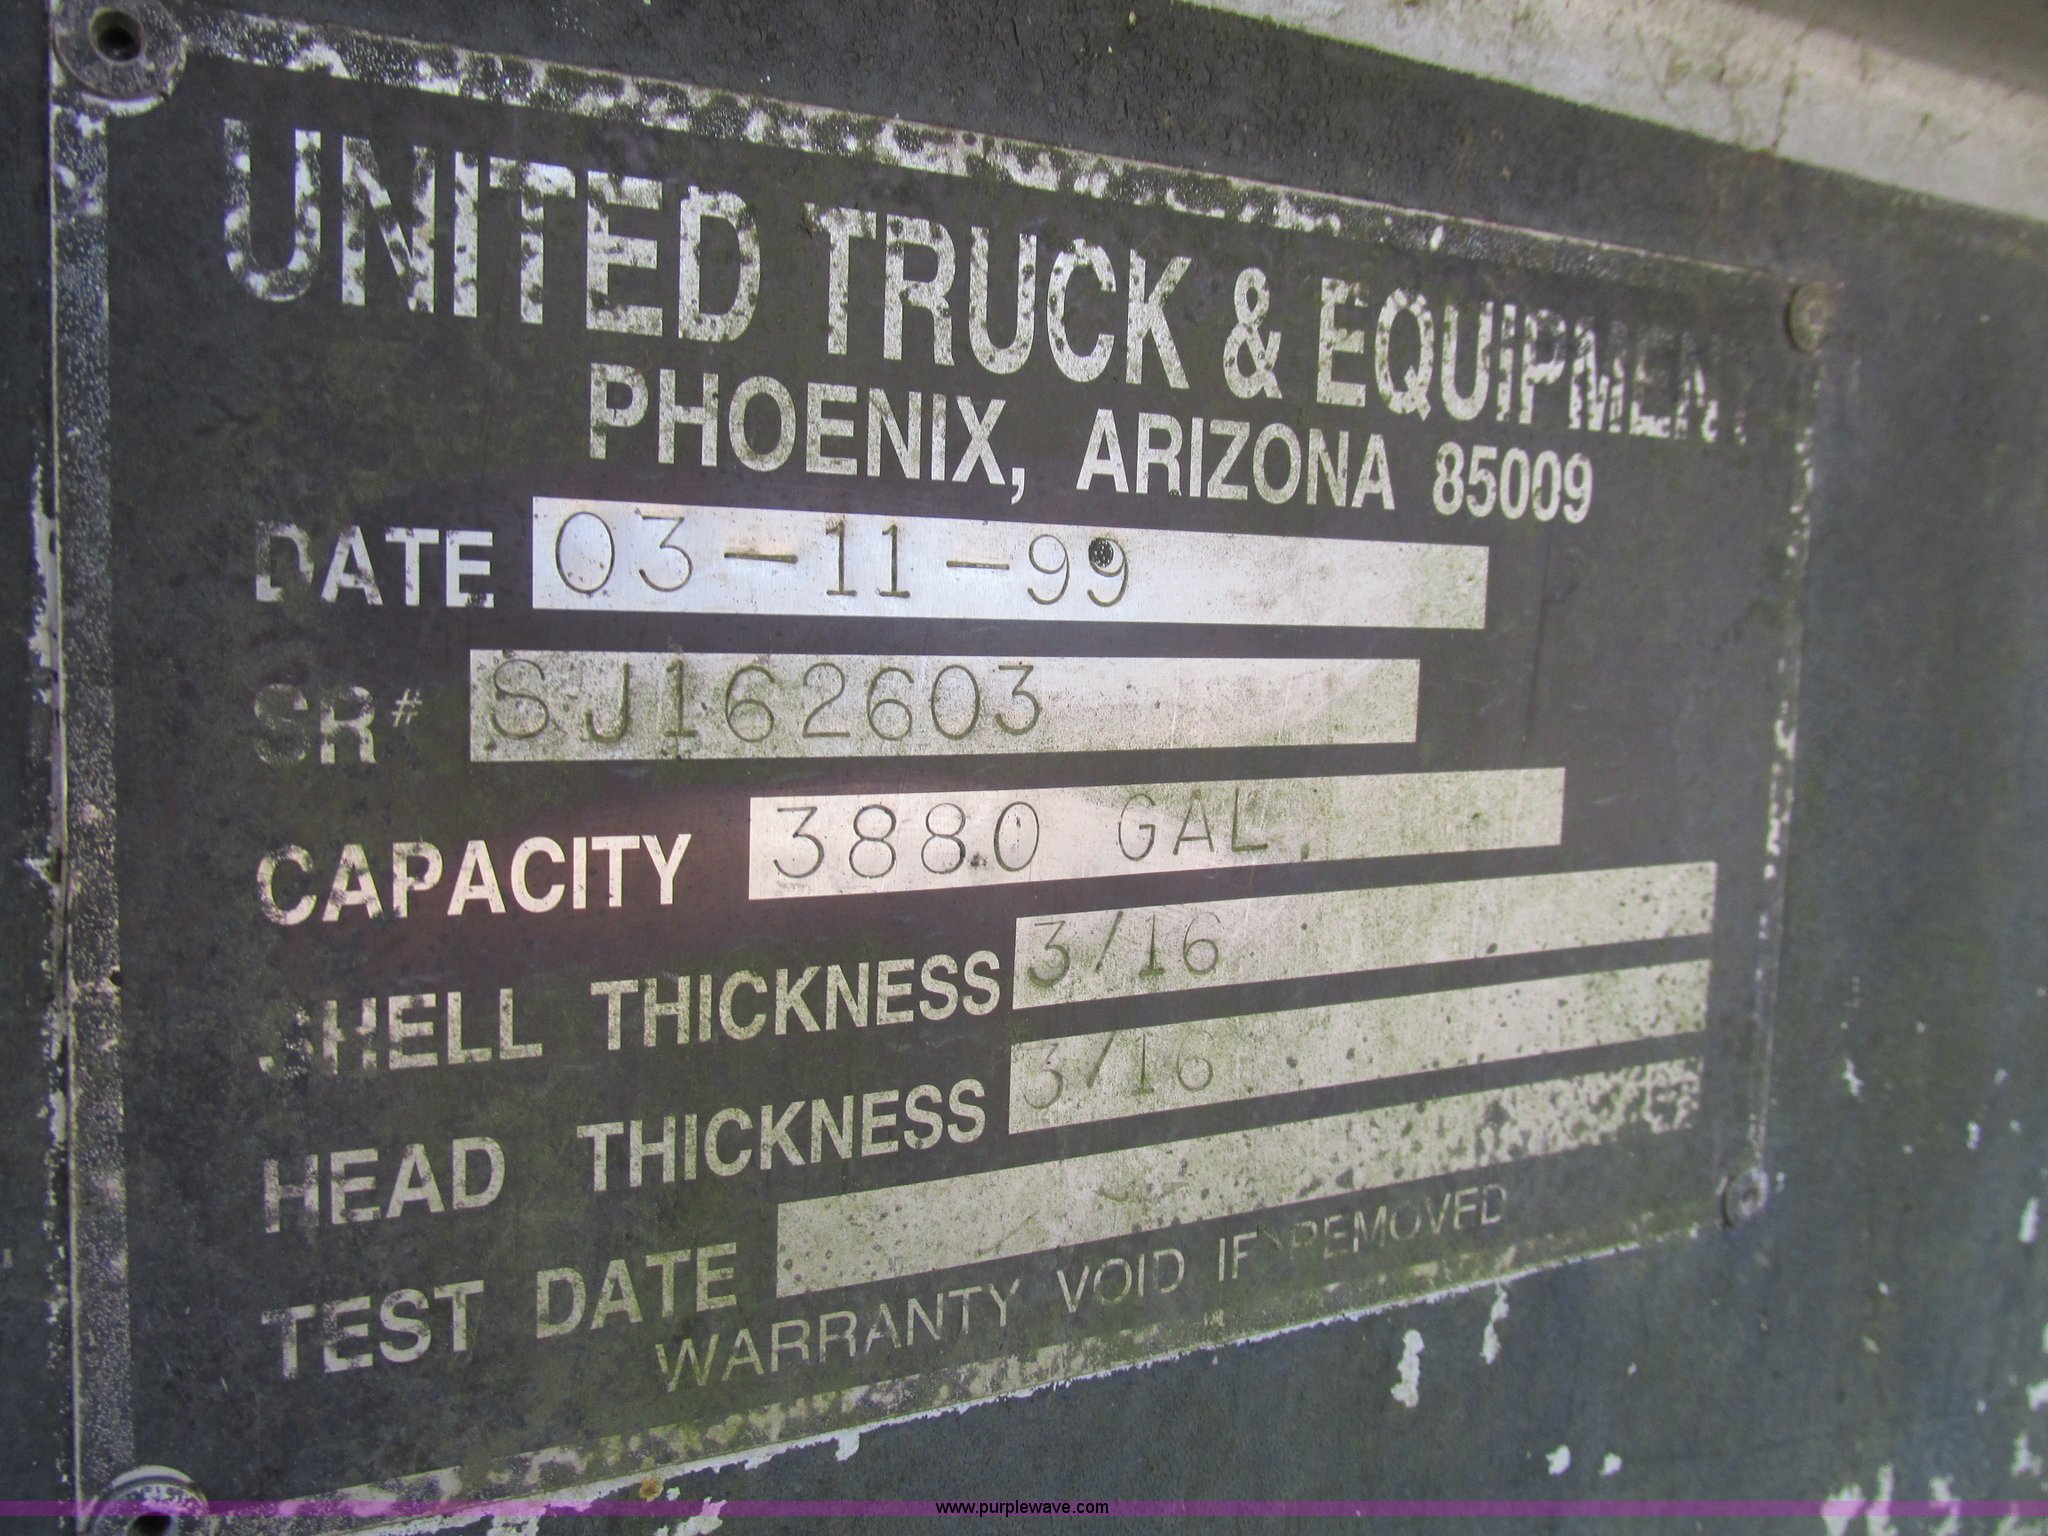 UNITED TRUCK & EQUIPMENT
PHOENIX, ARIZONA 85009
DATE 03-11-99
SR# SJ162603
CAPACITY 3880 GAL
SHELL THICKNESS 3/16
HEAD THICKNESS 3/16
TEST DATE
WARRANTY VOID IF REMOVED
www.purplewave.com